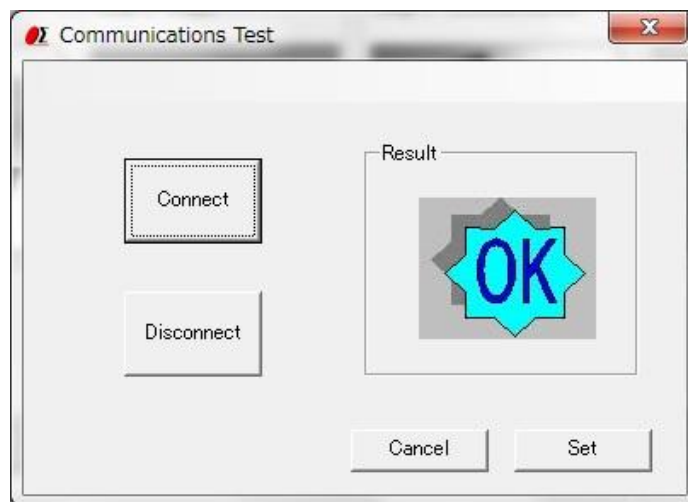 Communications Test
Connect
Disconnect
Result
OK
Cancel
Set